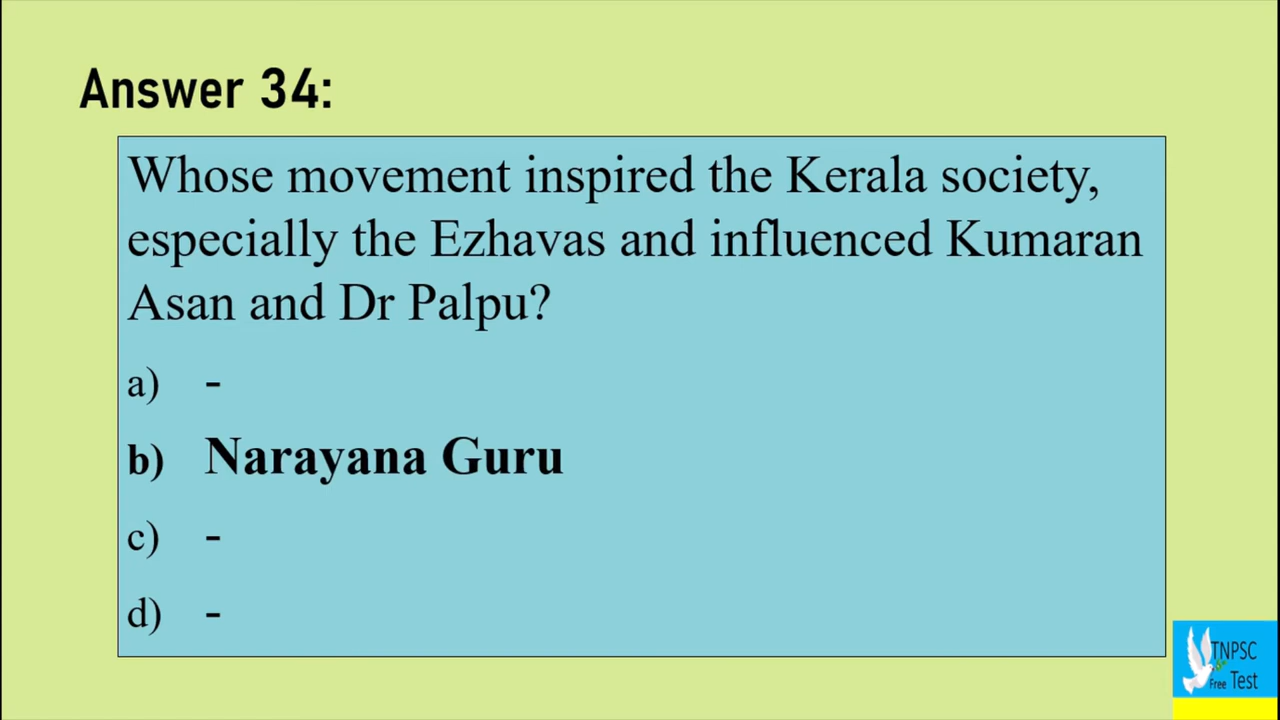 Answer 34:
Whose movement inspired the Kerala society,
especially the Ezhavas and influenced Kumaran
Asan and Dr Palpu?
a) -
b) Narayana Guru
c) -
d) -
TNPSC
Free Test